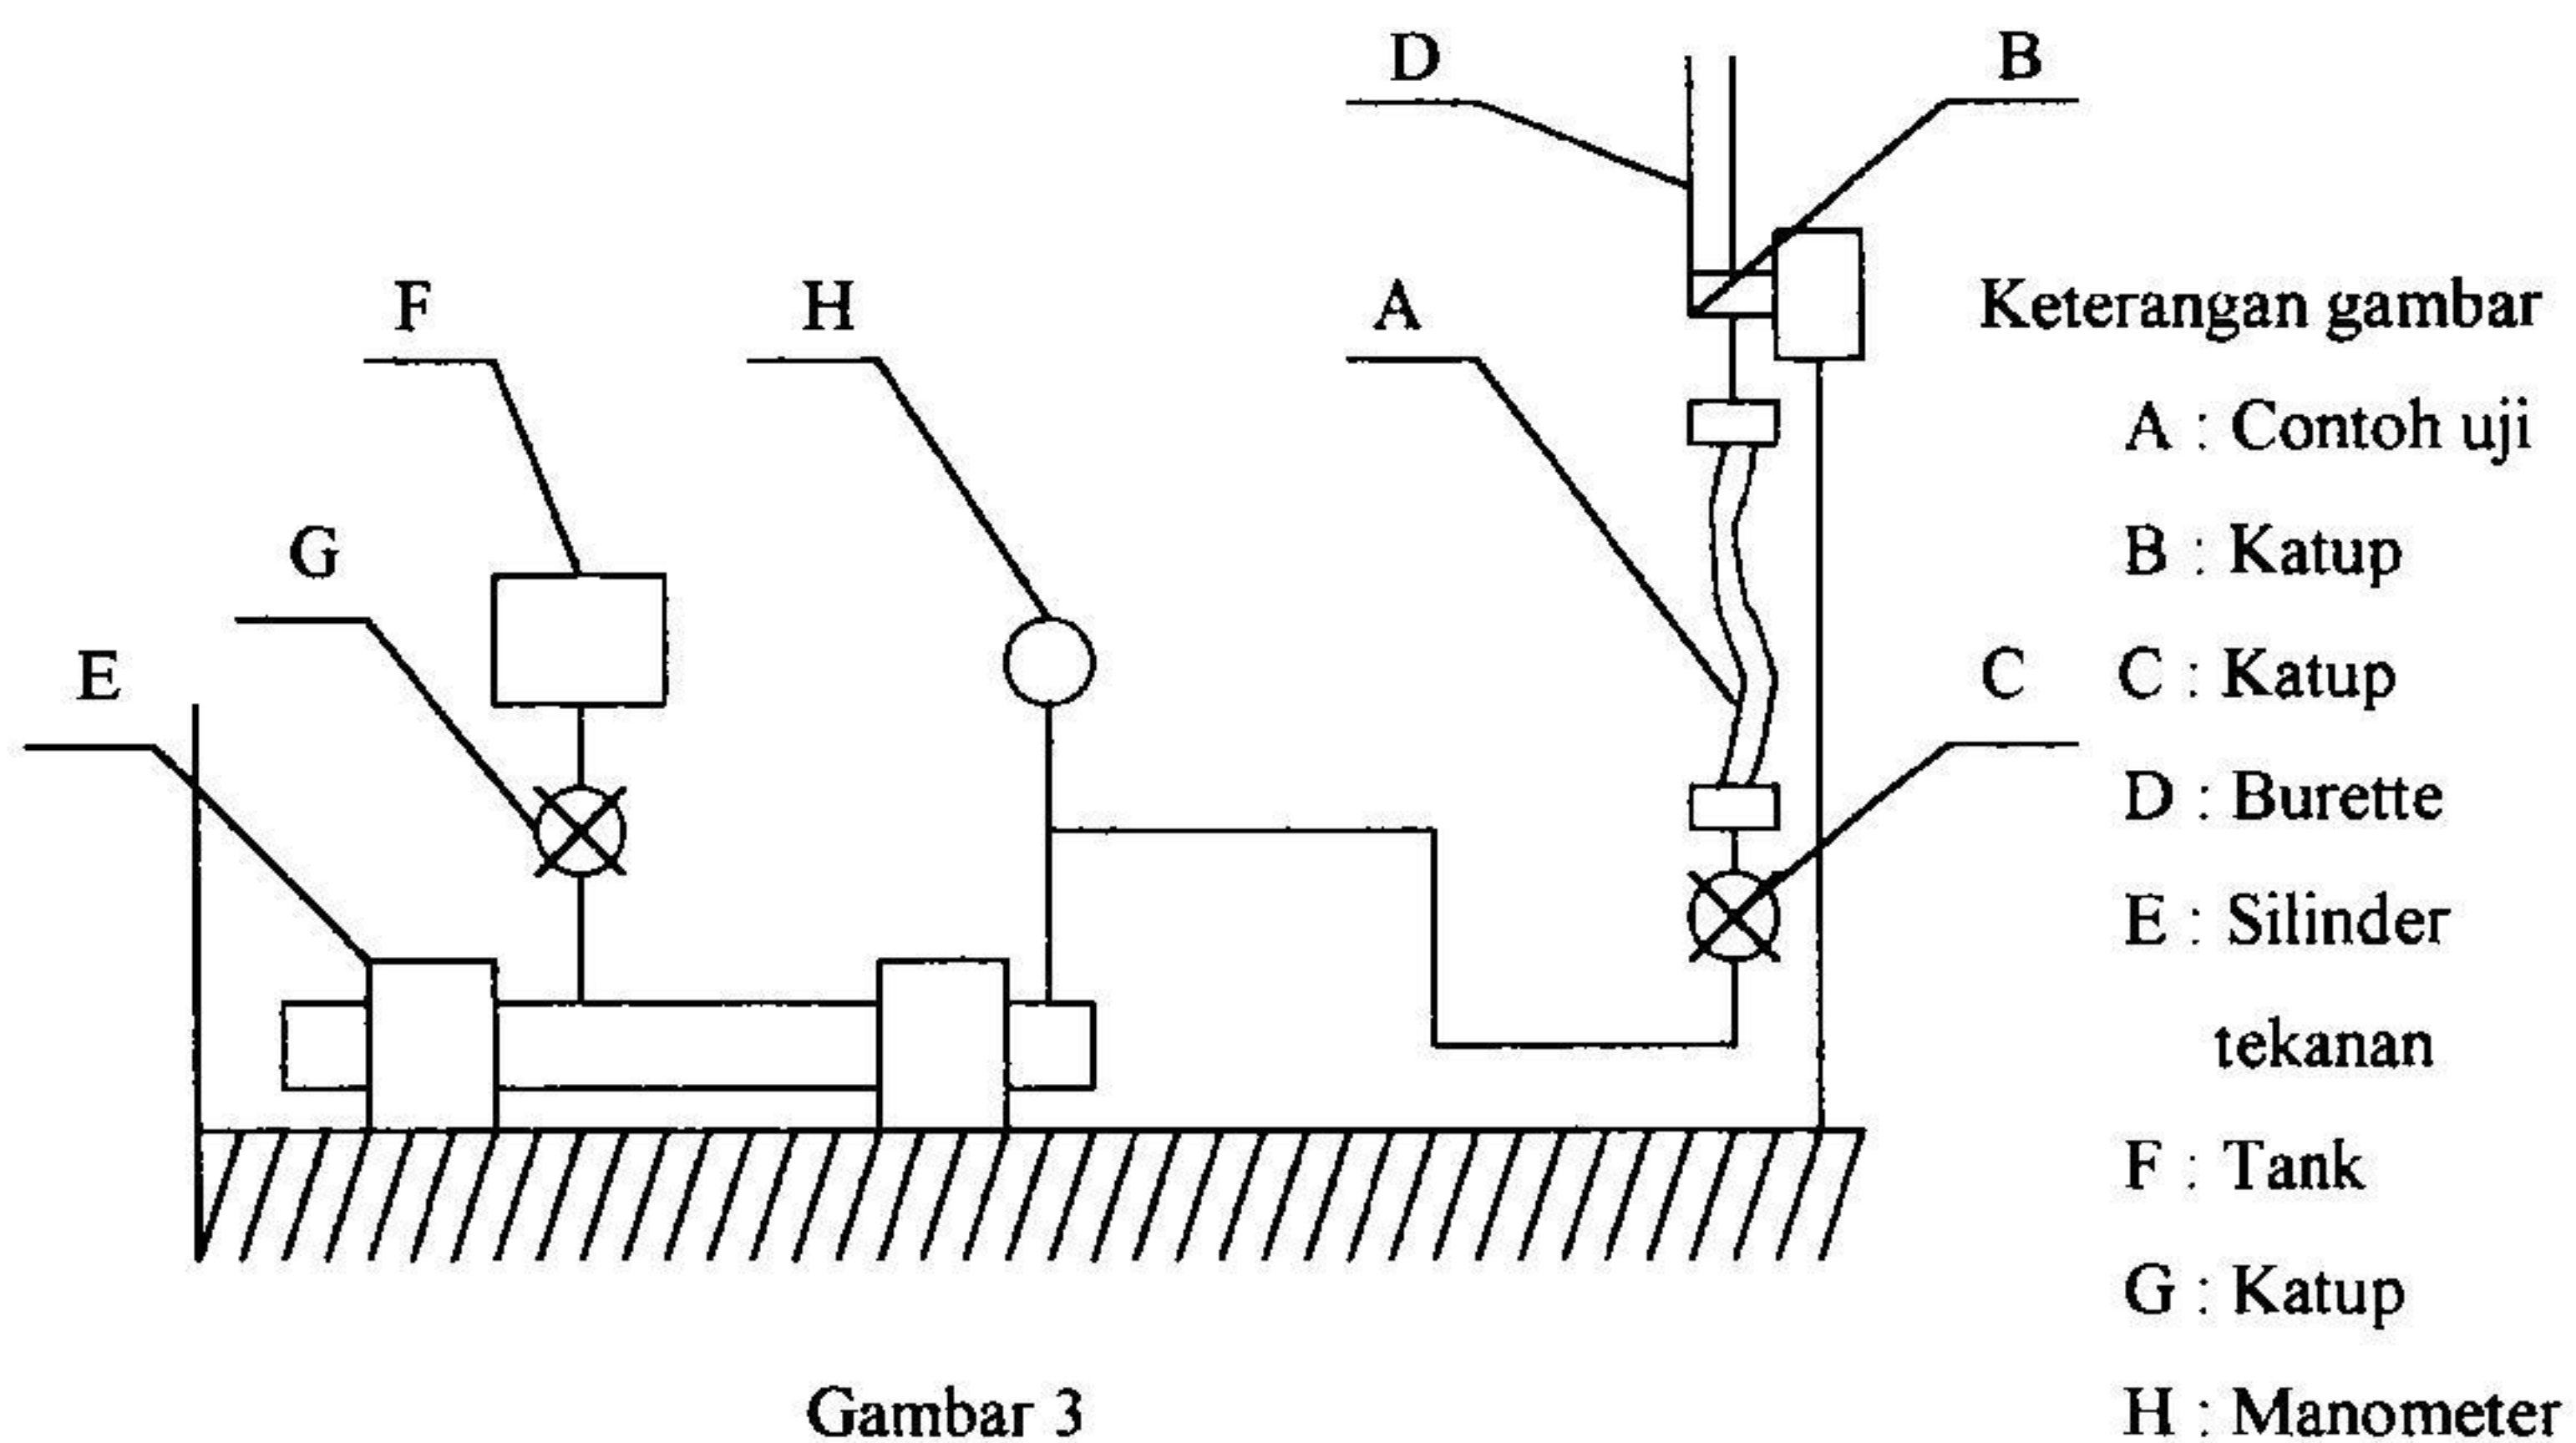 D
B
F
H
A
G
E
C
Keterangan gambar
A : Contoh uji
B : Katup
C : Katup
D : Burette
E : Silinder
tekanan
F : Tank
G : Katup
H : Manometer
Gambar 3